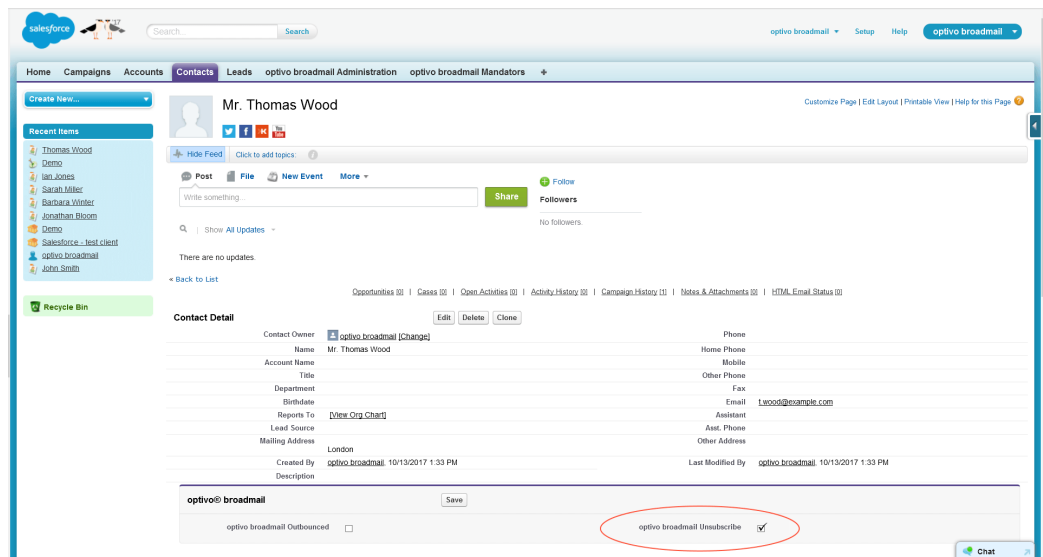 salesforce
'17
Search...
Search
optivo broadmail
Setup
Help
optivo broadmail
Home Campaigns Accounts Contacts Leads optivo broadmail Administration optivo broadmail Mandators +
Create New...
Recent Items
Thomas Wood
Demo
Ian Jones
Sarah Miller
Barbara Winter
Jonathan Bloom
Demo
Salesforce - test client
optivo broadmail
John Smith
Recycle Bin
Mr. Thomas Wood
Customize Page | Edit Layout | Printable View | Help for this Page
You Tube
Hide Feed
Click to add topics:
Post File New Event More
Write something...
Share
Follow
Followers
No followers.
Show All Updates
There are no updates.
« Back to List
Opportunities [0] | Cases [0] | Open Activities [0] | Activity History [0] | Campaign History [1] | Notes & Attachments [0] | HTML Email Status [0]
Contact Detail
Edit Delete Clone
Contact Owner optivo broadmail [Change]
Phone
Name Mr. Thomas Wood
Home Phone
Account Name
Mobile
Title
Other Phone
Department
Fax
Birthdate
Email t.wood@example.com
Reports To [View Org Chart]
Assistant
Lead Source
Asst. Phone
Mailing Address
London
Other Address
Created By optivo broadmail, 10/13/2017 1:33 PM
Last Modified By optivo broadmail, 10/13/2017 1:33 PM
Description
optivo® broadmail
Save
optivo broadmail Outbounced
optivo broadmail Unsubscribe
Chat